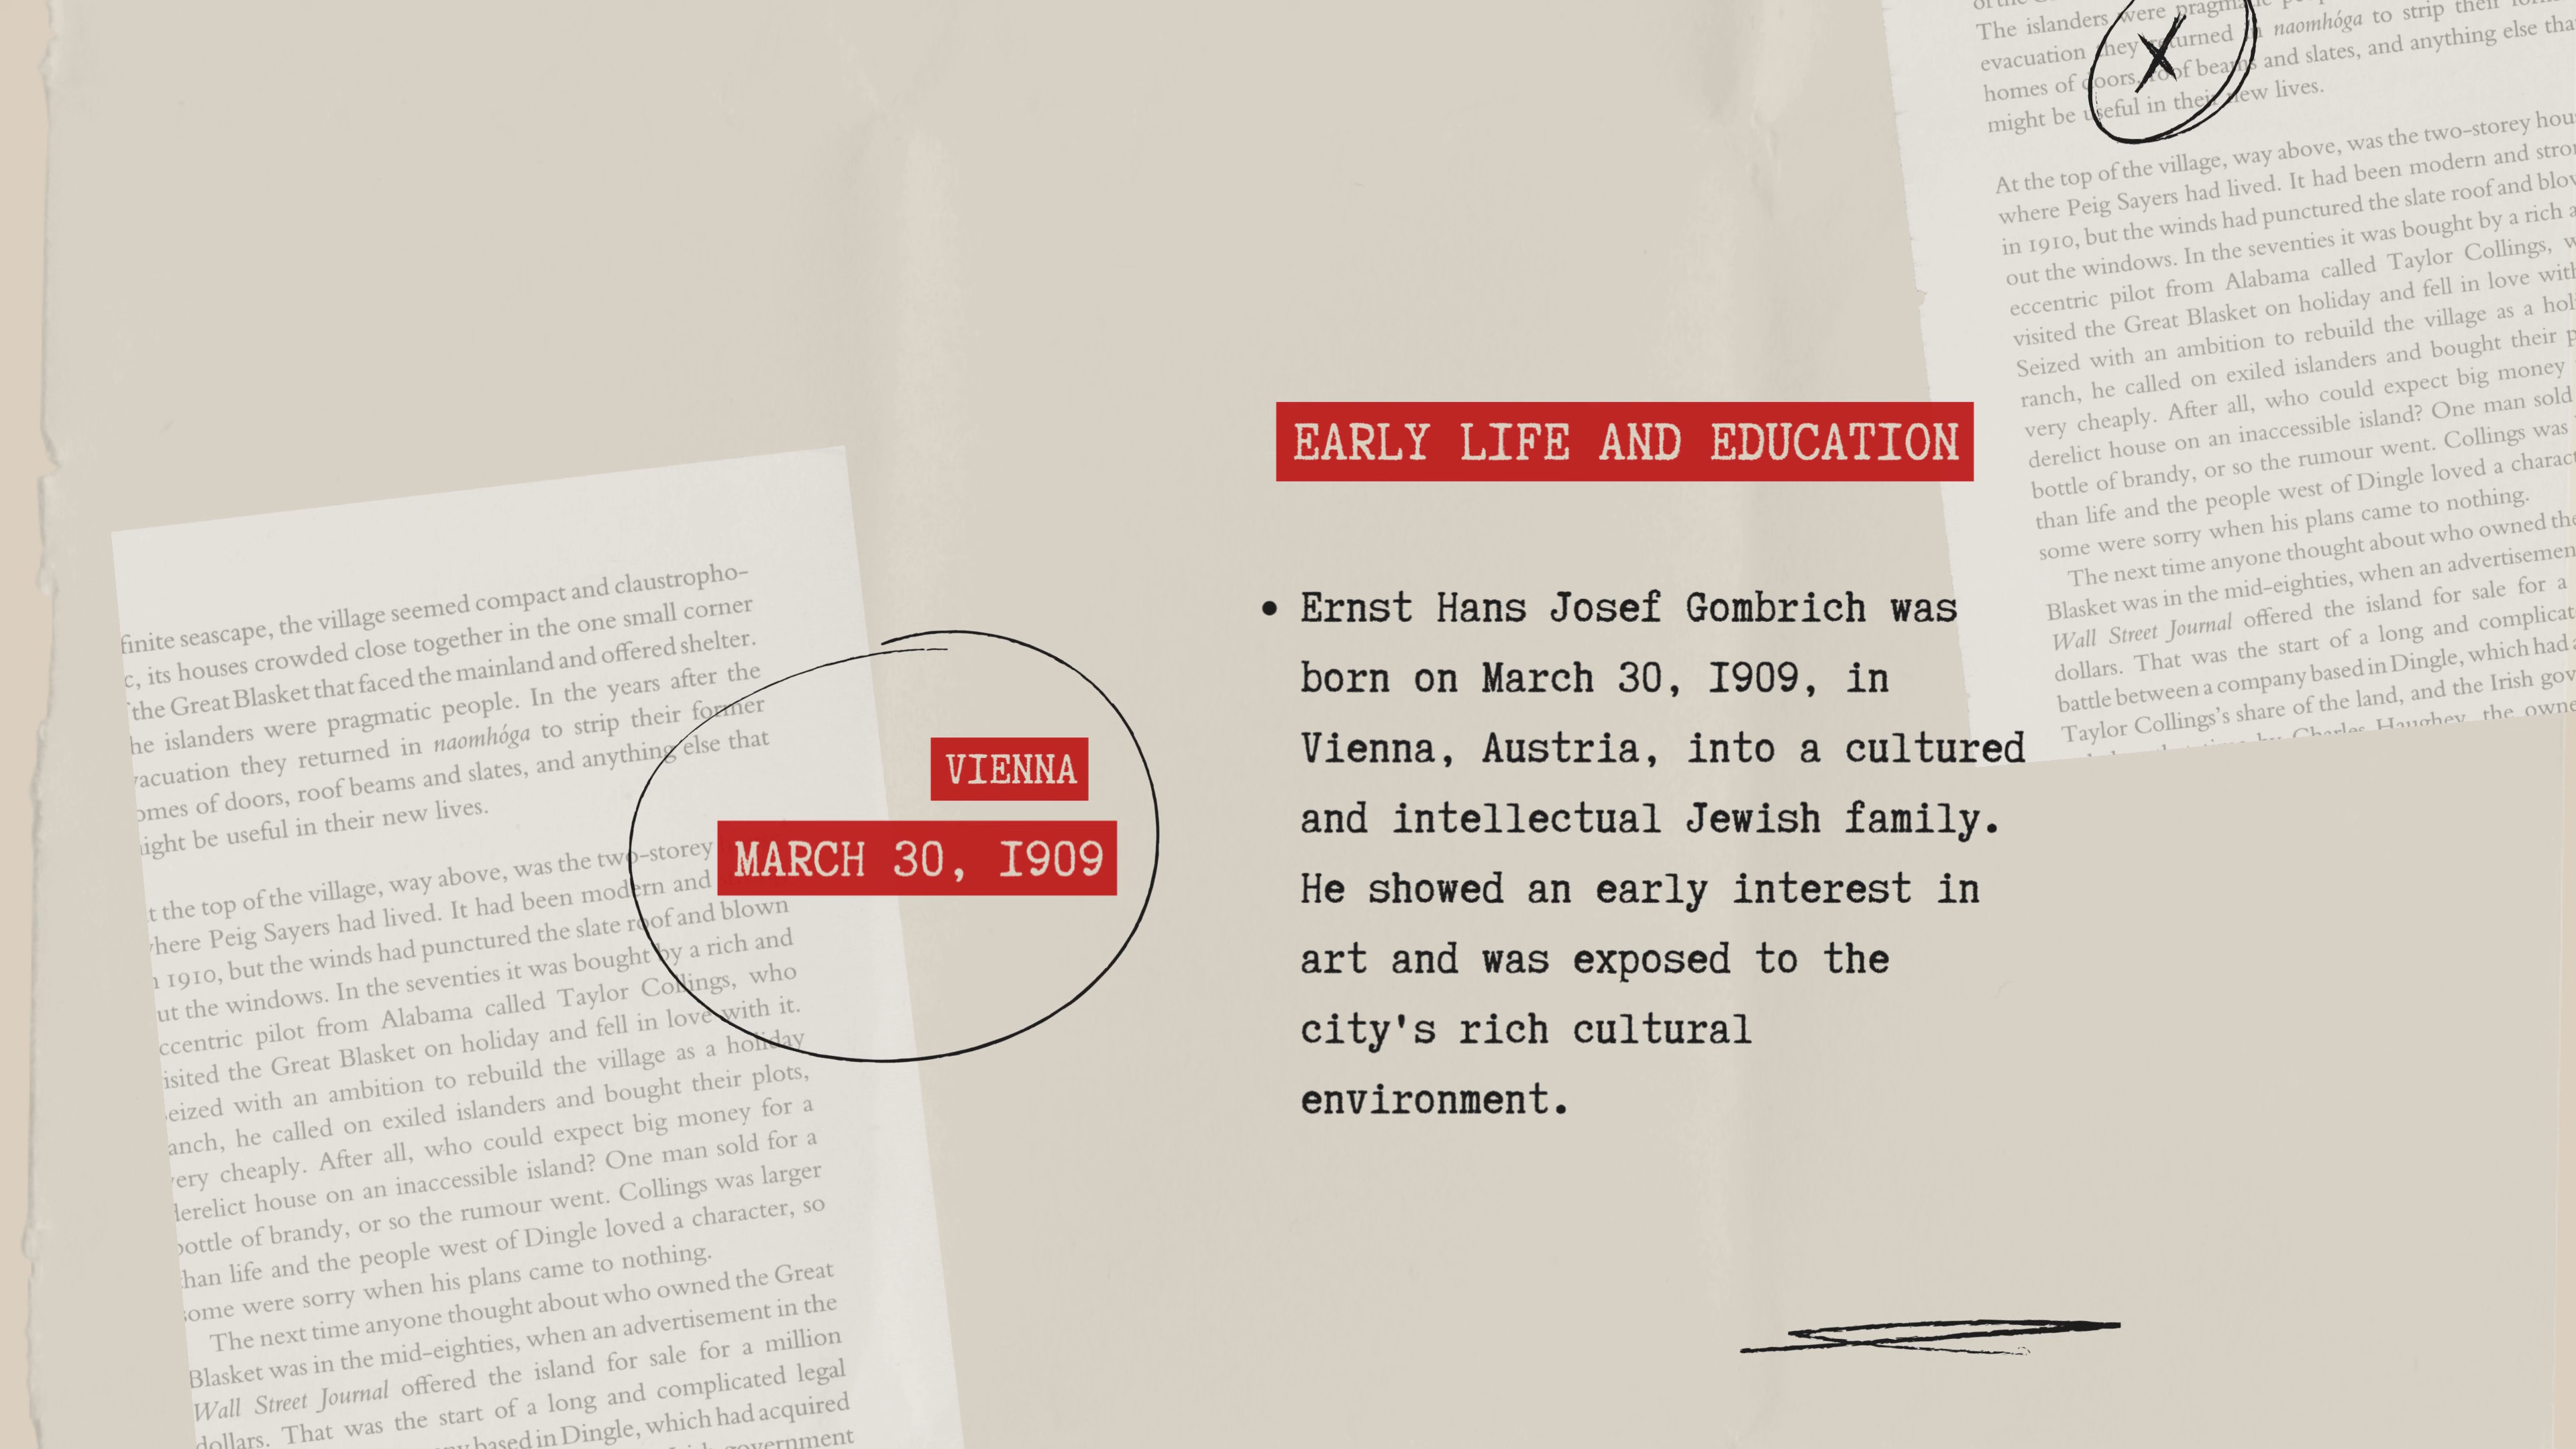 finite seascape, the village seemed compact and claustropho-
its houses crowded close together in the one small corner
the Great Blasket that faced the mainland and offered shelter.
islanders were pragmatic people. In the years after the
they returned in naomhóga to strip their former
of doors, roof beams and slates, and anything else that
be useful in their new lives.
the top of the village, way above, was the two-storey
Peig Sayers had lived. It had been modern and
1910, but the winds had punctured the slate roof and blown
the windows. In the seventies it was bought by a rich and
pilot from Alabama called Taylor Collings, who
the Great Blasket on holiday and fell in love with it.
with an ambition to rebuild the village as a holiday
he called on exiled islanders and bought their plots,
cheaply. After all, who could expect big money for a
house on an inaccessible island? One man sold for a
of brandy, or so the rumour went. Collings was larger
life and the people west of Dingle loved a character, so
were sorry when his plans came to nothing.
The next time anyone thought about who owned the Great
Blasket was in the mid-eighties, when an advertisement in the
Wall Street Journal offered the island for sale for a million
dollars. That was the start of a long and complicated legal
based in Dingle, which had acquired
government
VIENNA
MARCH 30, 1909
EARLY LIFE AND EDUCATION
• Ernst Hans Josef Gombrich was
born on March 30, 1909, in
Vienna, Austria, into a cultured
and intellectual Jewish family.
He showed an early interest in
art and was exposed to the
city's rich cultural
environment.
The islanders were to strip their
evacuation they returned naomhóga and anything else
homes of doors, roof beams and slates,
might be useful in their new lives.
At the top of the village, way above, was the two-storey
where Peig Sayers had lived. It had been modern and
in 1910, but the winds had punctured the slate roof and
out the windows. In the seventies it was bought by a rich
eccentric pilot from Alabama called Taylor Collings,
visited the Great Blasket on holiday and fell in love
Seized with an ambition to rebuild the village as a
ranch, he called on exiled islanders and bought their
very cheaply. After all, who could expect big money
derelict house on an inaccessible island? One man sold
bottle of brandy, or so the rumour went. Collings was
than life and the people west of Dingle loved a
some were sorry when his plans came to nothing.
The next time anyone thought about who owned
Blasket was in the mid-eighties, when an
Wall Street Journal offered the island for sale for a
dollars. That was the start of a long and
battle between a company based in Dingle, which had
Taylor Collings's share of the land, and the Irish
Charles Haughey, the